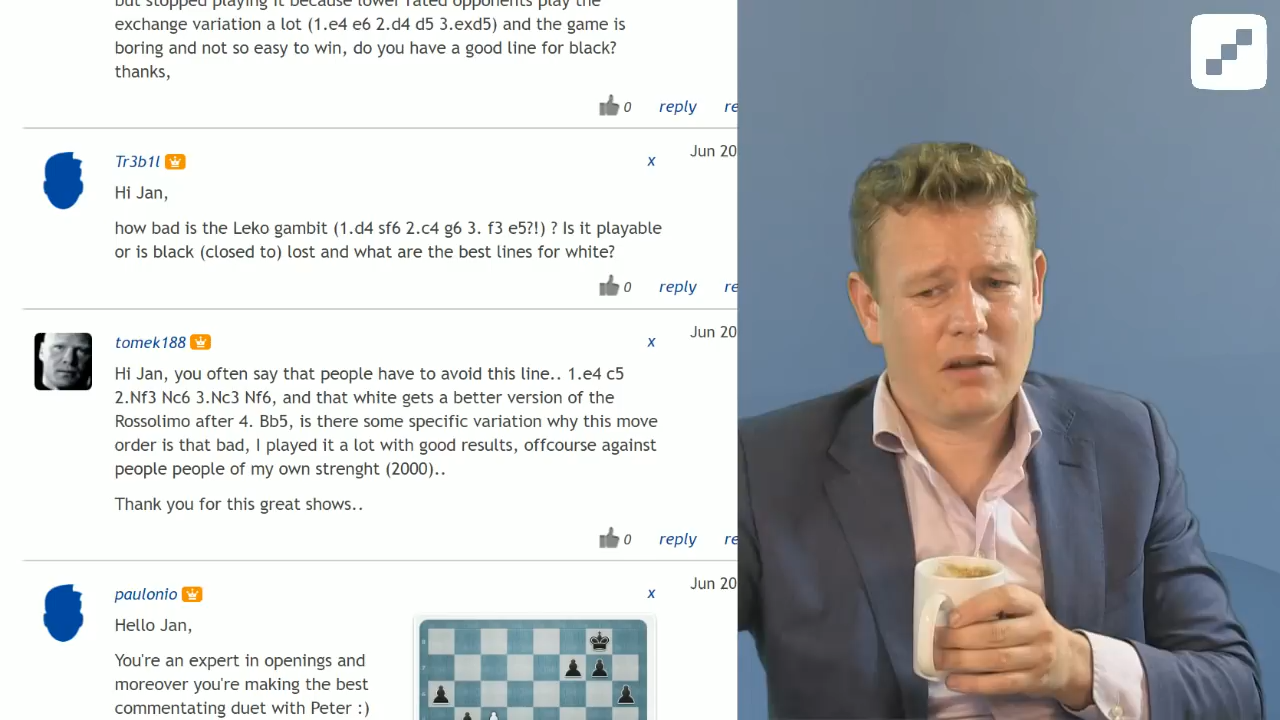 but stopped playing it because lower rated opponents play the
exchange variation a lot (1.e4 e6 2.d4 d5 3.exd5) and the game is
boring and not so easy to win, do you have a good line for black?
thanks,
0 reply re
Tr3b1l x Jun 20
Hi Jan,
how bad is the Leko gambit (1.d4 sf6 2.c4 g6 3. f3 e5?!) ? Is it playable
or is black (closed to) lost and what are the best lines for white?
0 reply re
tomek188 x Jun 20
Hi Jan, you often say that people have to avoid this line.. 1.e4 c5
2.Nf3 Nc6 3.Nc3 Nf6, and that white gets a better version of the
Rossolimo after 4. Bb5, is there some specific variation why this move
order is that bad, I played it a lot with good results, offcourse against
people people of my own strenght (2000)..
Thank you for this great shows..
0 reply re
paulonio x Jun 20
Hello Jan,
You're an expert in openings and
moreover you're making the best
commentating duet with Peter :)